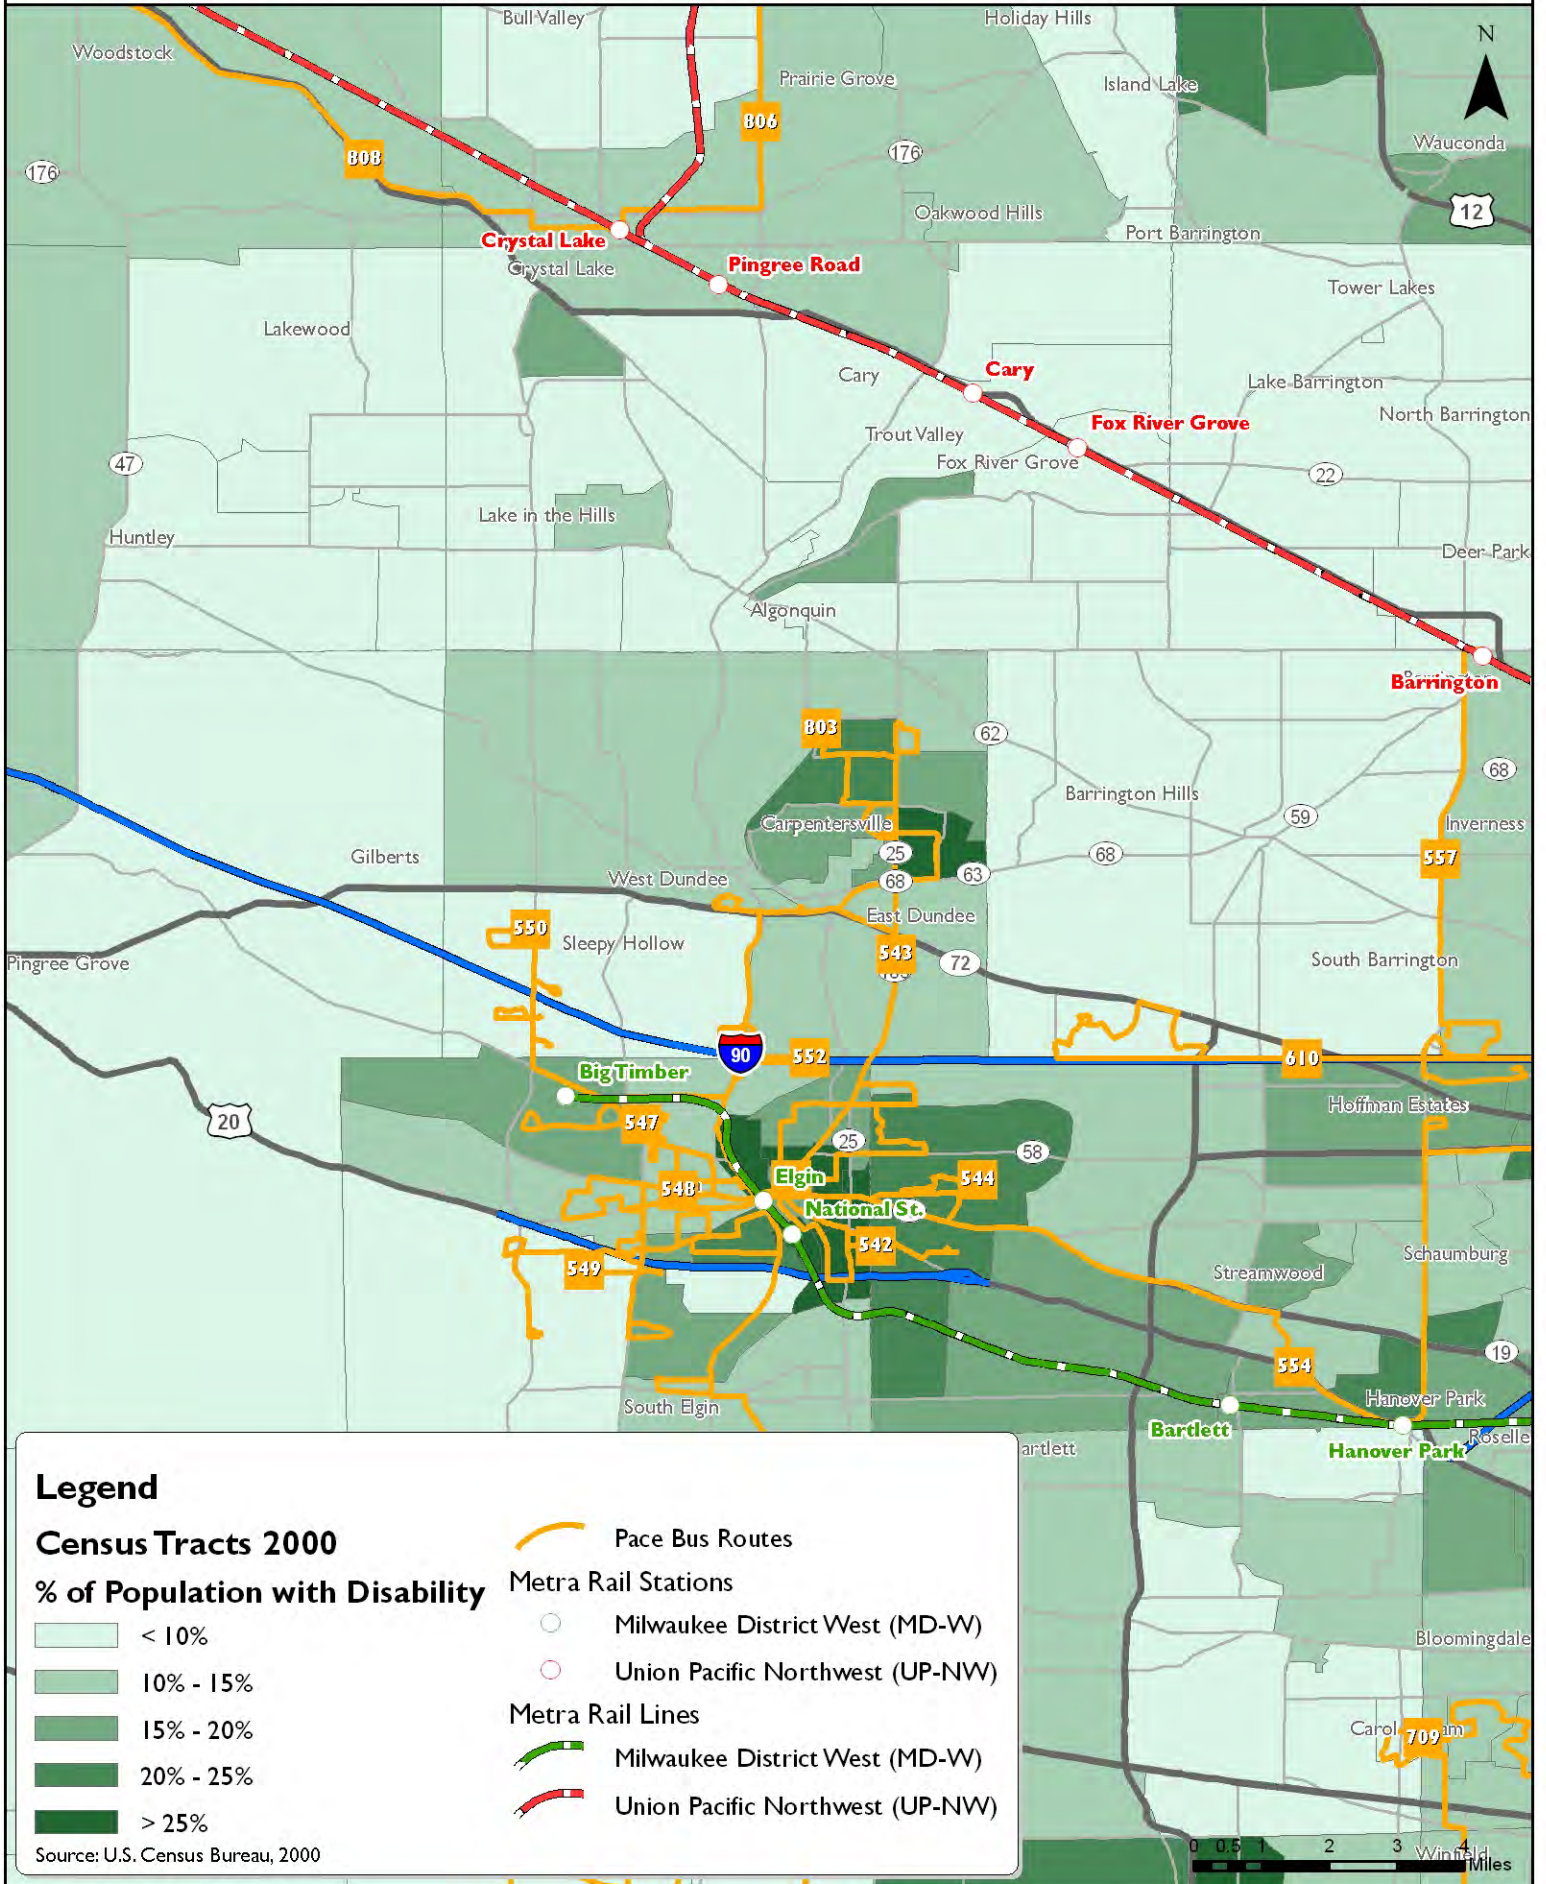 Bull Valley
Holiday Hills
N
Woodstock
Prairie Grove
Island Lake
806
Wauconda
808
176
176
12
Oakwood Hills
Port Barrington
Crystal Lake
Crystal Lake
Pingree Road
Tower Lakes
Lakewood
Cary
Cary
Lake Barrington
North Barrington
Fox River Grove
Trout Valley
Fox River Grove
47
22
Lake in the Hills
Huntley
Deer Park
Algonquin
Barrington
803
62
68
Barrington Hills
59
Carpentersville
Inverness
25
68
557
Gilberts
68
63
West Dundee
East Dundee
550
Sleepy Hollow
543
72
South Barrington
Pingree Grove
90
552
610
Big Timber
Hoffman Estates
20
547
25
58
Elgin
544
548
National St.
542
Schaumburg
549
Streamwood
554
19
Hanover Park
South Elgin
Bartlett
artlett
Hanover Park
Roselle
Legend
Census Tracts 2000
% of Population with Disability
< 10%
10% - 15%
15% - 20%
20% - 25%
> 25%
Source: U.S. Census Bureau, 2000
Pace Bus Routes
Metra Rail Stations
Milwaukee District West (MD-W)
Union Pacific Northwest (UP-NW)
Metra Rail Lines
Milwaukee District West (MD-W)
Union Pacific Northwest (UP-NW)
Bloomingdale
Carol
709
am
0 0.5 1 2 3 4
Miles
Winfield